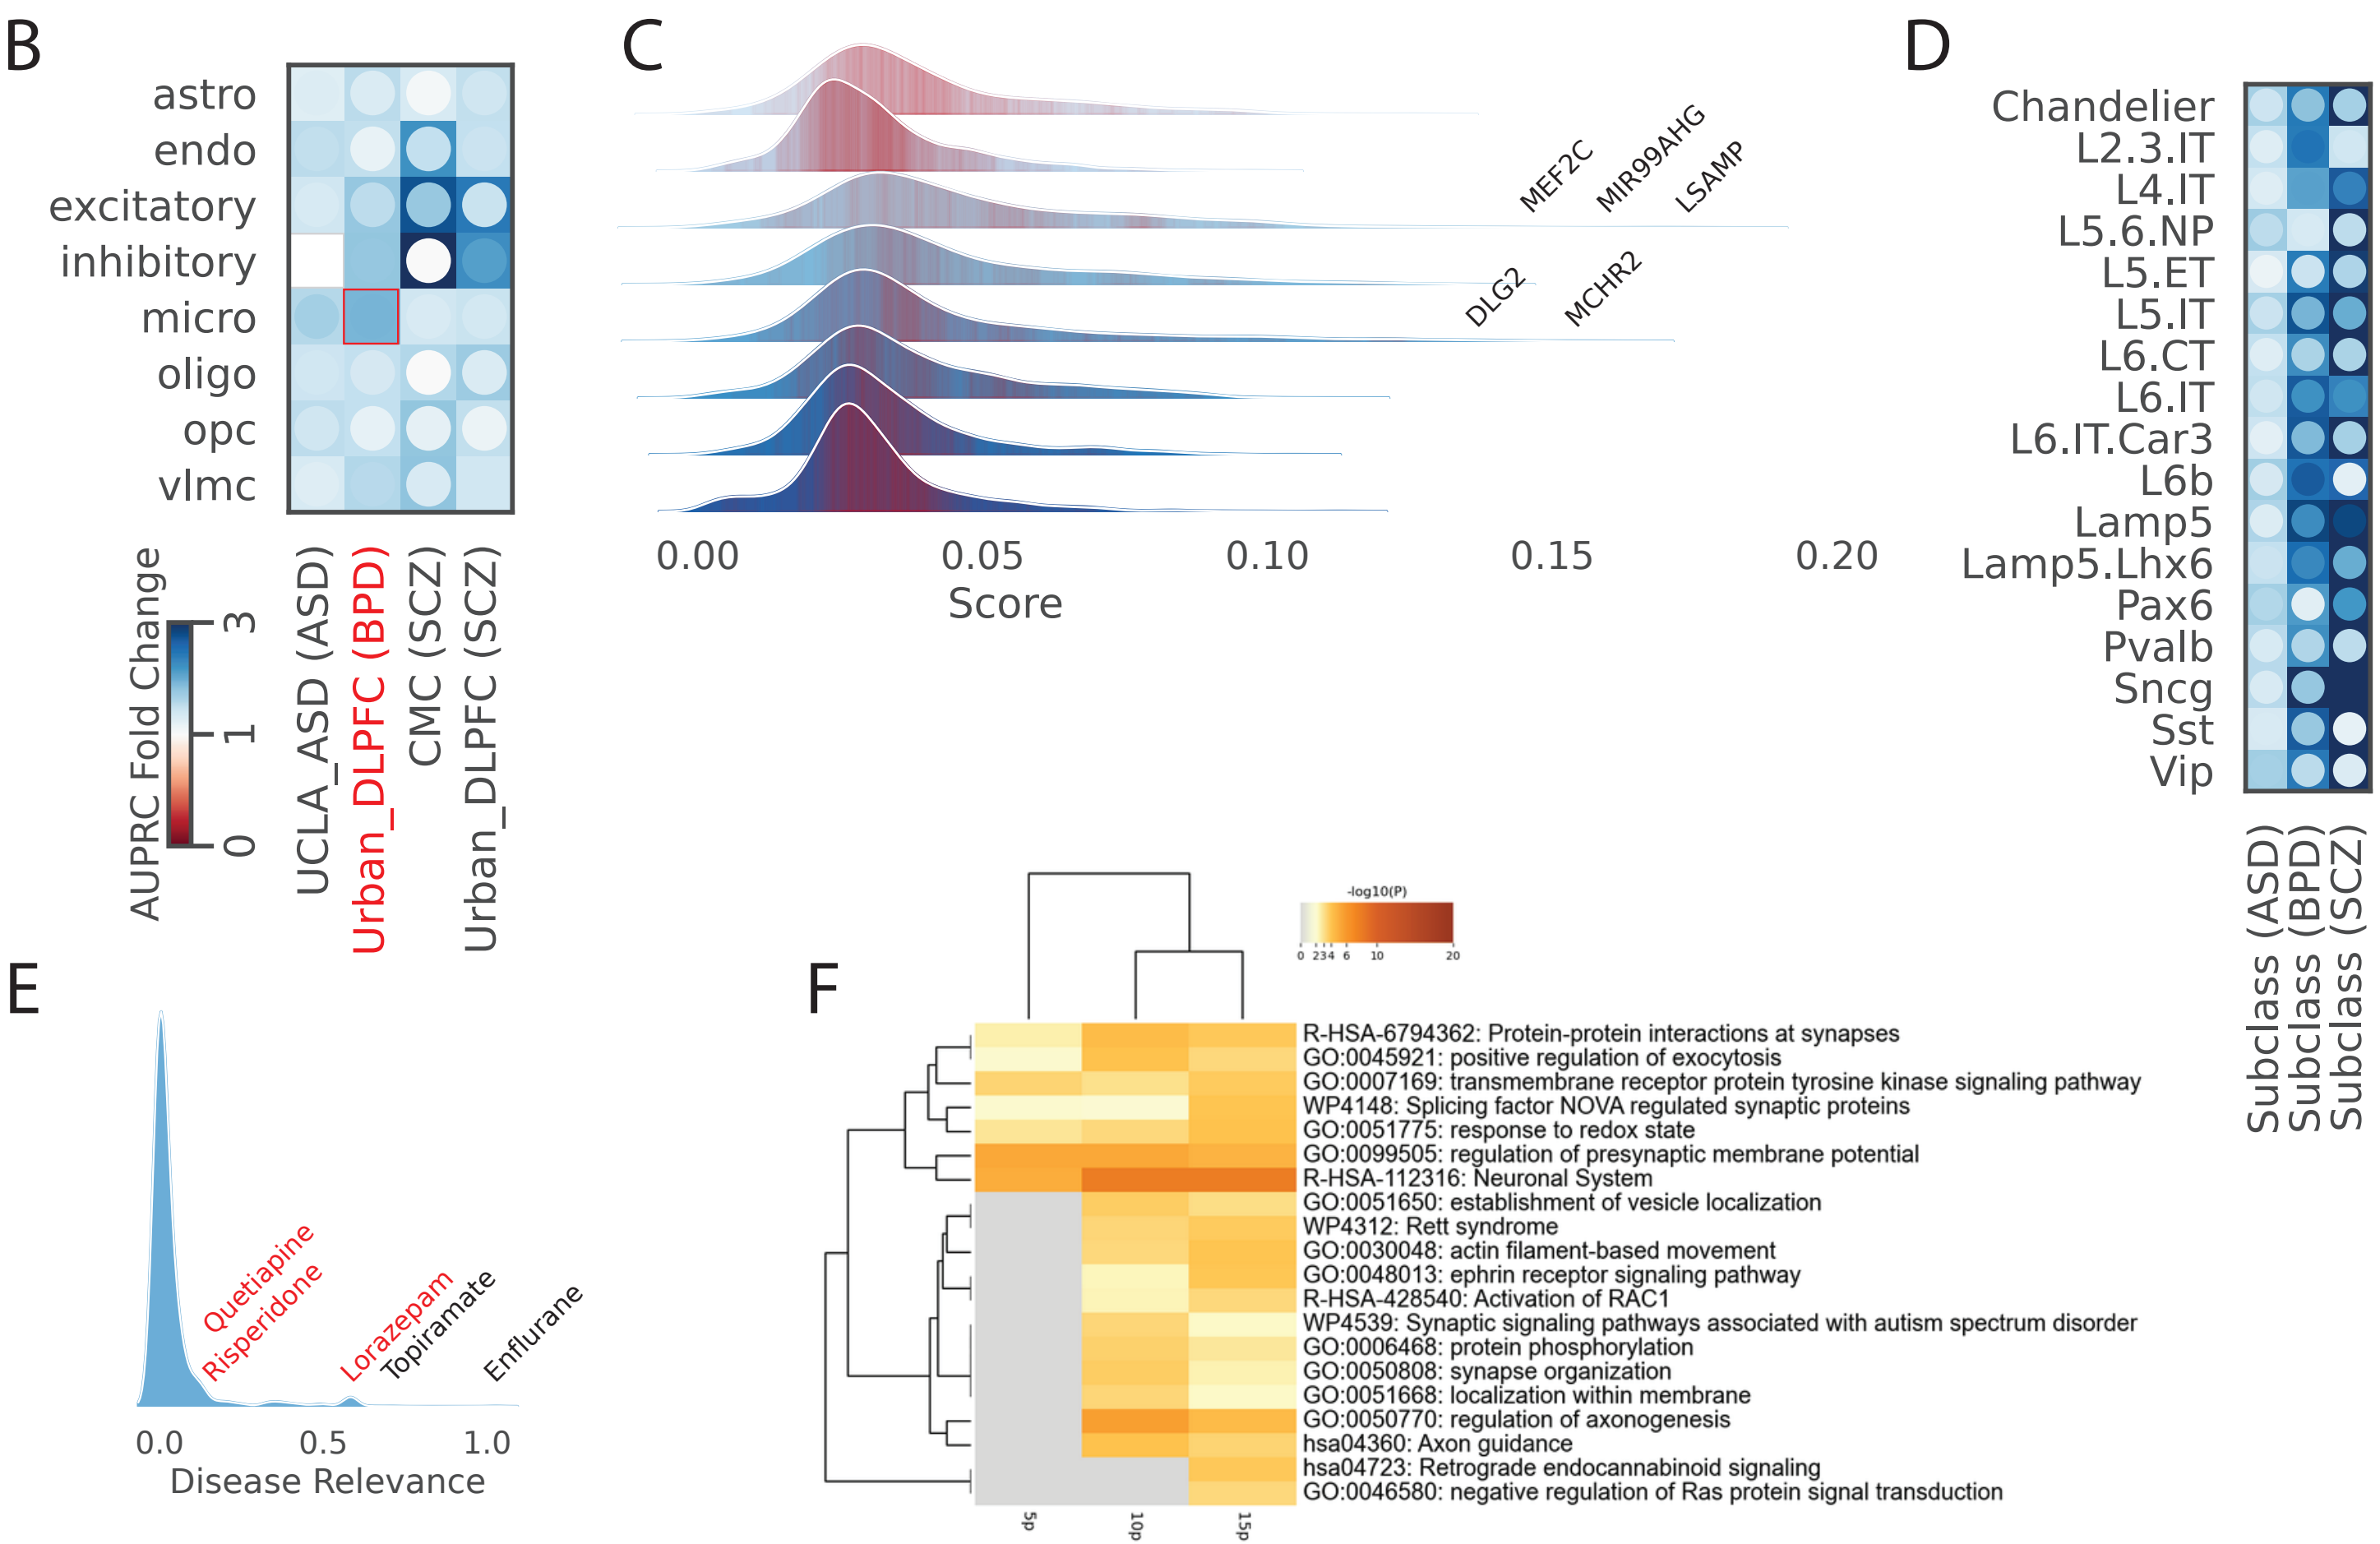 B
astro
endo
excitatory
inhibitory
micro
oligo
opc
vlmc
AUPRC Fold Change
3
1
0
UCLA_ASD (ASD)
Urban_DLPFC (BPD)
CMC (SCZ)
Urban_DLPFC (SCZ)
C
MEF2C
MIR99AHG
LSAMP
DLG2
MCHR2
0.00 0.05 0.10 0.15 0.20
Score
D
Chandelier
L2.3.IT
L4.IT
L5.6.NP
L5.ET
L5.IT
L6.CT
L6.IT
L6.IT.Car3
L6b
Lamp5
Lamp5.Lhx6
Pax6
Pvalb
Sncg
Sst
Vip
Subclass (ASD)
Subclass (BPD)
Subclass (SCZ)
E
Quetiapine
Risperidone
Lorazepam
Topiramate
Enflurane
0.0 0.5 1.0
Disease Relevance
F
-log10(P)
0 2 3 4 6 10 20
R-HSA-6794362: Protein-protein interactions at synapses
GO:0045921: positive regulation of exocytosis
GO:0007169: transmembrane receptor protein tyrosine kinase signaling pathway
WP4148: Splicing factor NOVA regulated synaptic proteins
GO:0051775: response to redox state
GO:0099505: regulation of presynaptic membrane potential
R-HSA-112316: Neuronal System
GO:0051650: establishment of vesicle localization
WP4312: Rett syndrome
GO:0030048: actin filament-based movement
GO:0048013: ephrin receptor signaling pathway
R-HSA-428540: Activation of RAC1
WP4539: Synaptic signaling pathways associated with autism spectrum disorder
GO:0006468: protein phosphorylation
GO:0050808: synapse organization
GO:0051668: localization within membrane
GO:0050770: regulation of axonogenesis
hsa04360: Axon guidance
hsa04723: Retrograde endocannabinoid signaling
GO:0046580: negative regulation of Ras protein signal transduction
5p
10p
15p